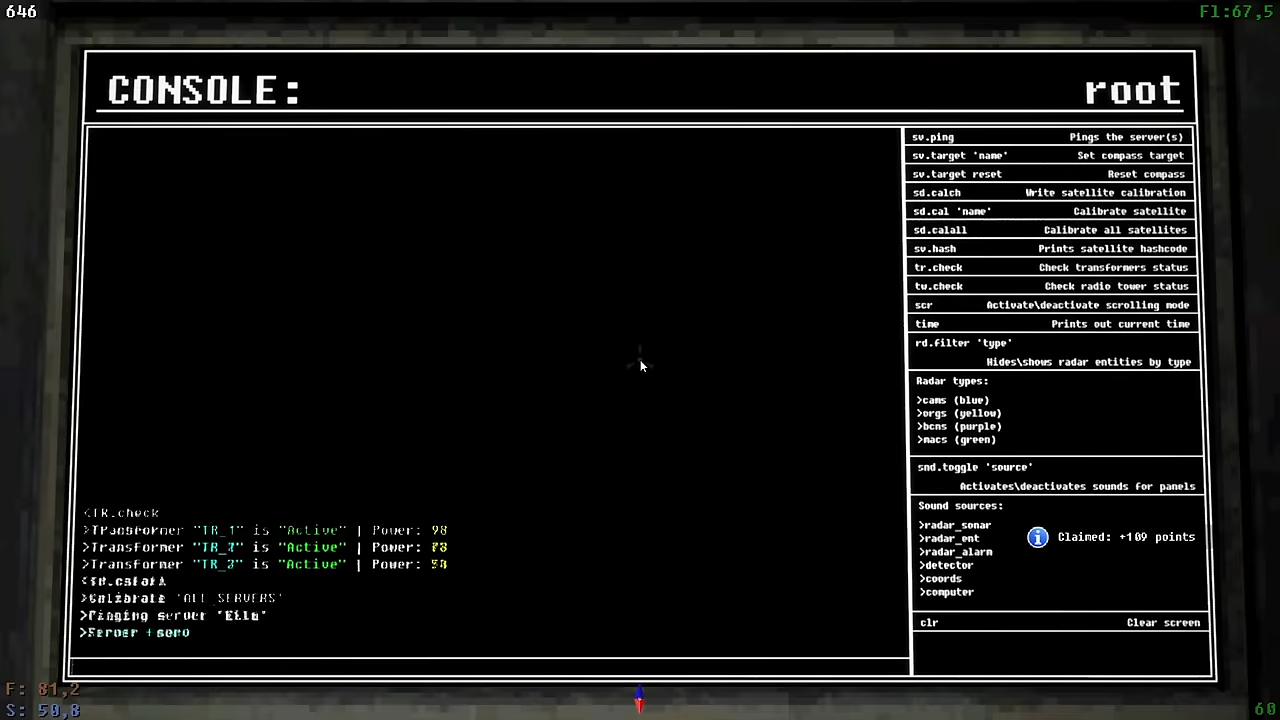 646
F1:67,5
CONSOLE:
root
sv.ping Pings the server(s)
sv.target 'name' Set compass target
sv.target reset Reset compass
sd.calch Write satellite calibration
sd.cal 'name' Calibrate satellite
sd.calall Calibrate all satellites
sv.hash Prints satellite hashcode
tr.check Check transformers status
tw.check Check radio tower status
scr Activate\deactivate scrolling mode
time Prints out current time
rd.filter 'type'
Hides\shows radar entities by type
Radar types:
>cams (blue)
>orgs (yellow)
>bcns (purple)
>macs (green)
snd.toggle 'source'
Activates\deactivates sounds for panels
Sound sources:
>radar_sonar
>radar_ent
>radar_alarm
>detector
>coords
>computer
Claimed: +109 points
clr Clear screen
<TR.check
>Transformer "TR_1" is "Active" | Power: 98
>Transformer "TR_2" is "Active" | Power:
>Transformer "TR_3" is "Active" | Power:
>Calibrate 'ALL SERVERS'
>Pinging server
>Server
F: 81,2
S: 50,8
60